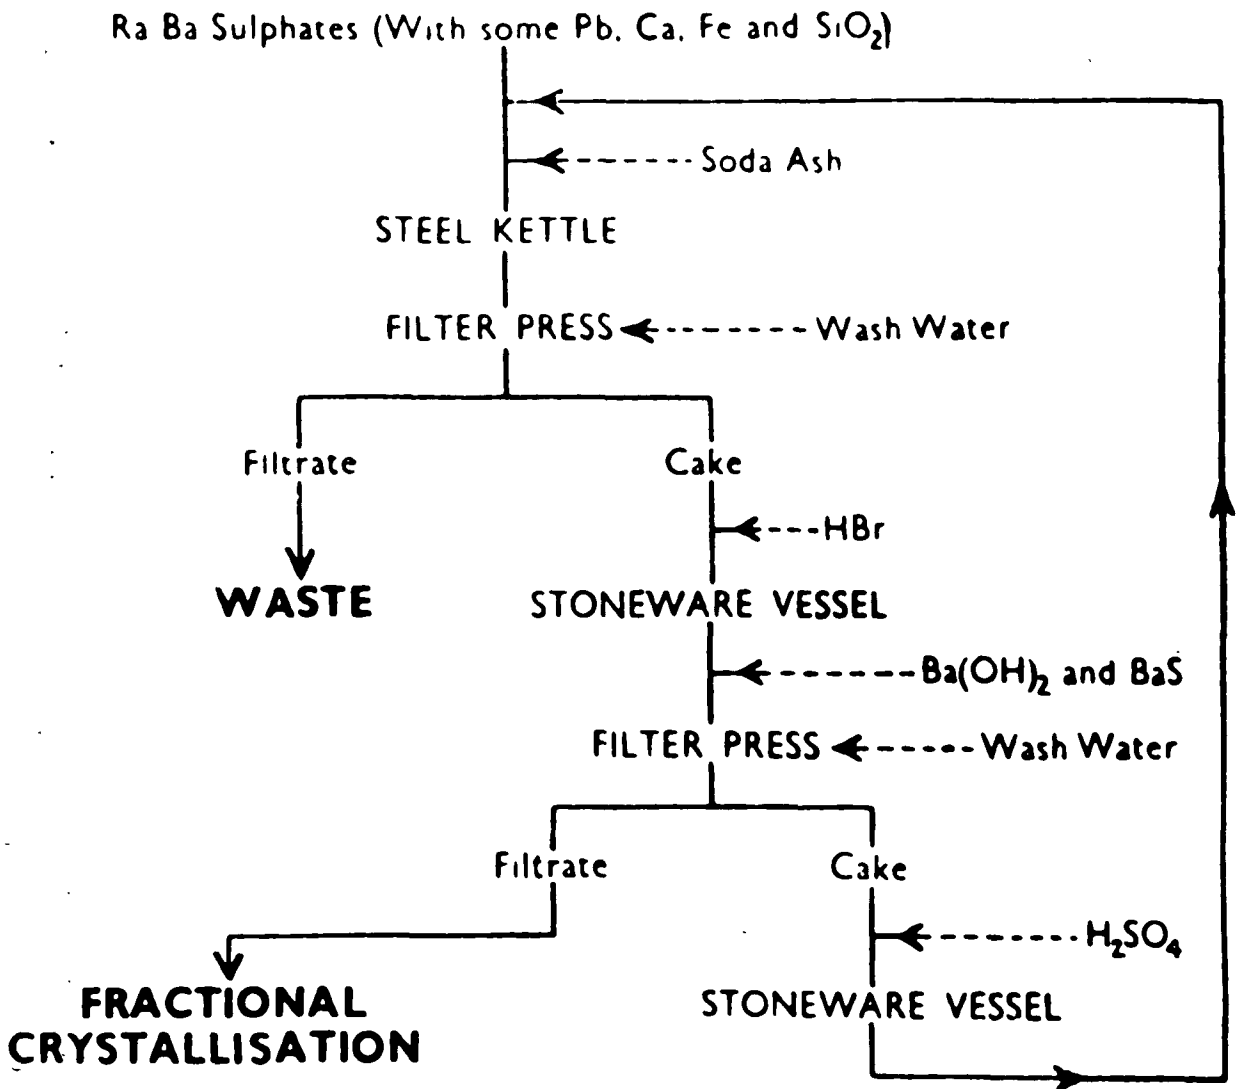 Ra Ba Sulphates (With some Pb, Ca, Fe and SiO₂)
Soda Ash
STEEL KETTLE
FILTER PRESS
Wash Water
Filtrate
Cake
HBr
WASTE
STONEWARE VESSEL
Ba(OH)₂ and BaS
FILTER PRESS
Wash Water
Filtrate
Cake
H₂SO₄
FRACTIONAL
CRYSTALLISATION
STONEWARE VESSEL